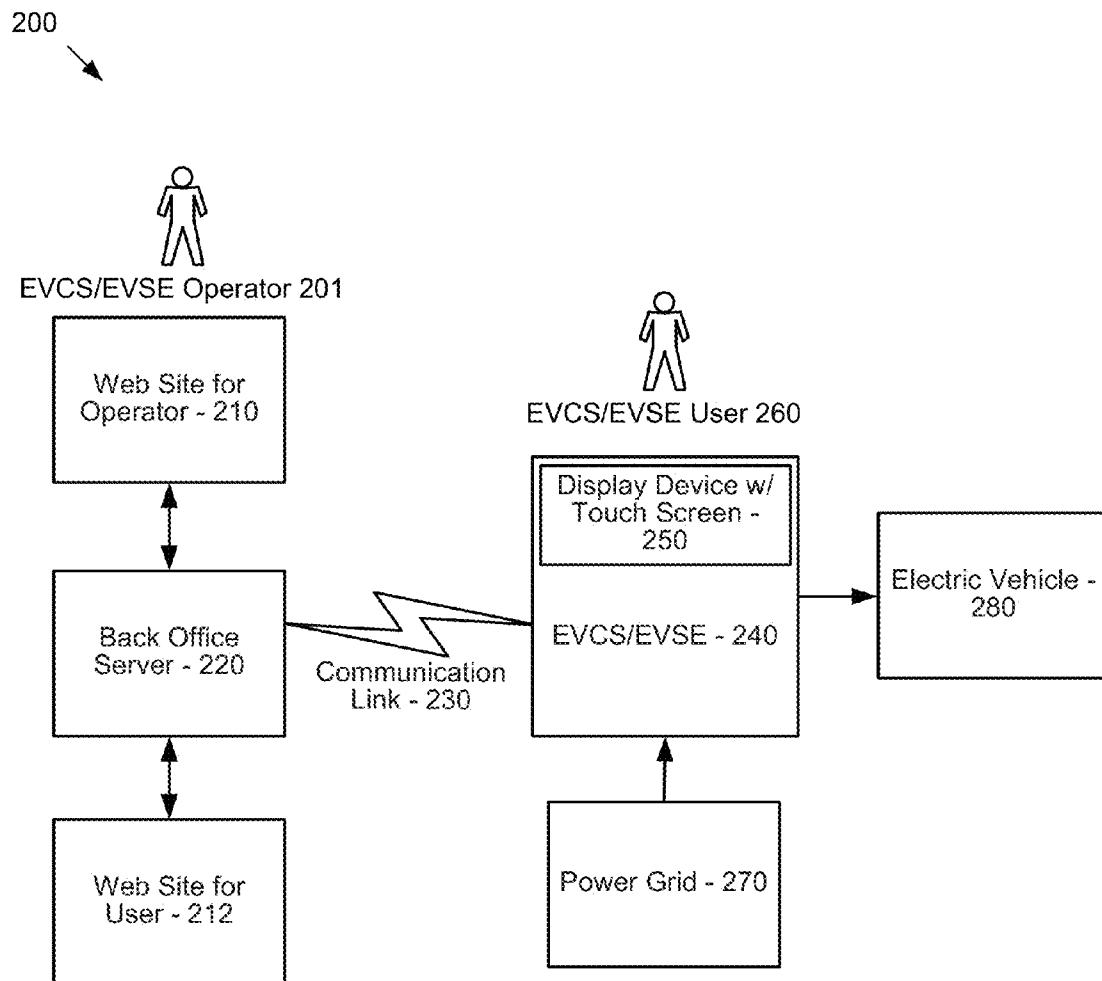 200
EVCS/EVSE Operator 201
Web Site for
Operator - 210
EVCS/EVSE User 260
Display Device w/
Touch Screen -
250
Electric Vehicle -
280
Back Office
Server - 220
Communication
Link - 230
EVCS/EVSE - 240
Web Site for
User - 212
Power Grid - 270